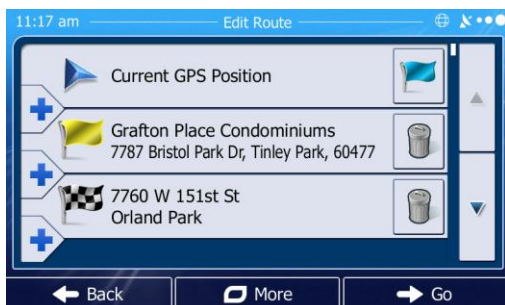 11:17 am
Edit Route
Current GPS Position
Grafton Place Condominiums
7787 Bristol Park Dr, Tinley Park, 60477
7760 W 151st St
Orland Park
Back
More
Go